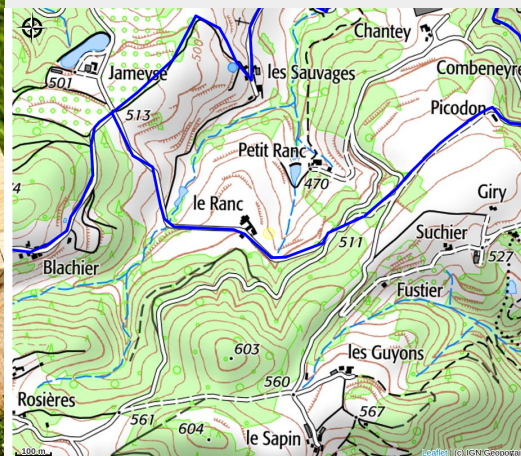 Chantey
501
Jameyse
500
les Sauvages
Combeneyre
Picodon
513
Petit Ranc
470
Giry
le Ranc
511
Suchier
527
Blachier
Fustier
603
les Guyons
560
Rosières
561
567
604
le Sapin
100 m
Leaflet | (c) IGN Geoportail